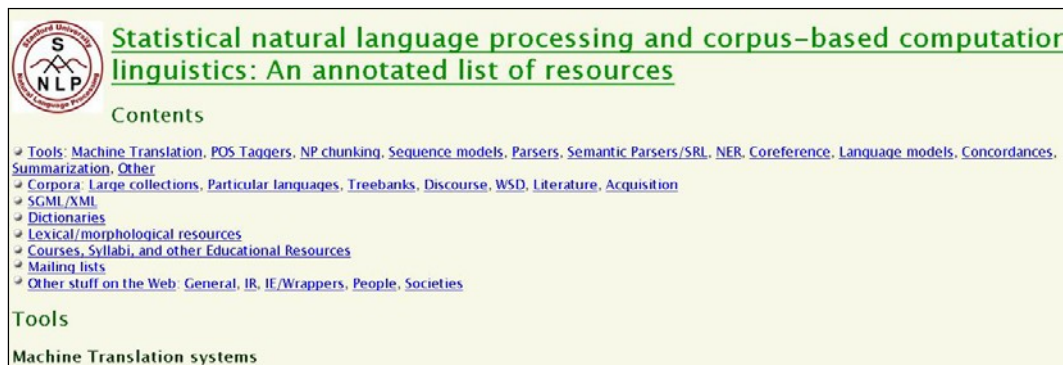 Stanford University
S
NLP
Natural Language Processing
Statistical natural language processing and corpus-based computation
linguistics: An annotated list of resources
Contents
Tools: Machine Translation, POS Taggers, NP chunking, Sequence models, Parsers, Semantic Parsers/SRL, NER, Coreference, Language models, Concordances,
Summarization, Other
Corpora: Large collections, Particular languages, Treebanks, Discourse, WSD, Literature, Acquisition
SGML/XML
Dictionaries
Lexical/morphological resources
Courses, Syllabi, and other Educational Resources
Mailing lists
Other stuff on the Web: General, IR, IE/Wrappers, People, Societies
Tools
Machine Translation systems